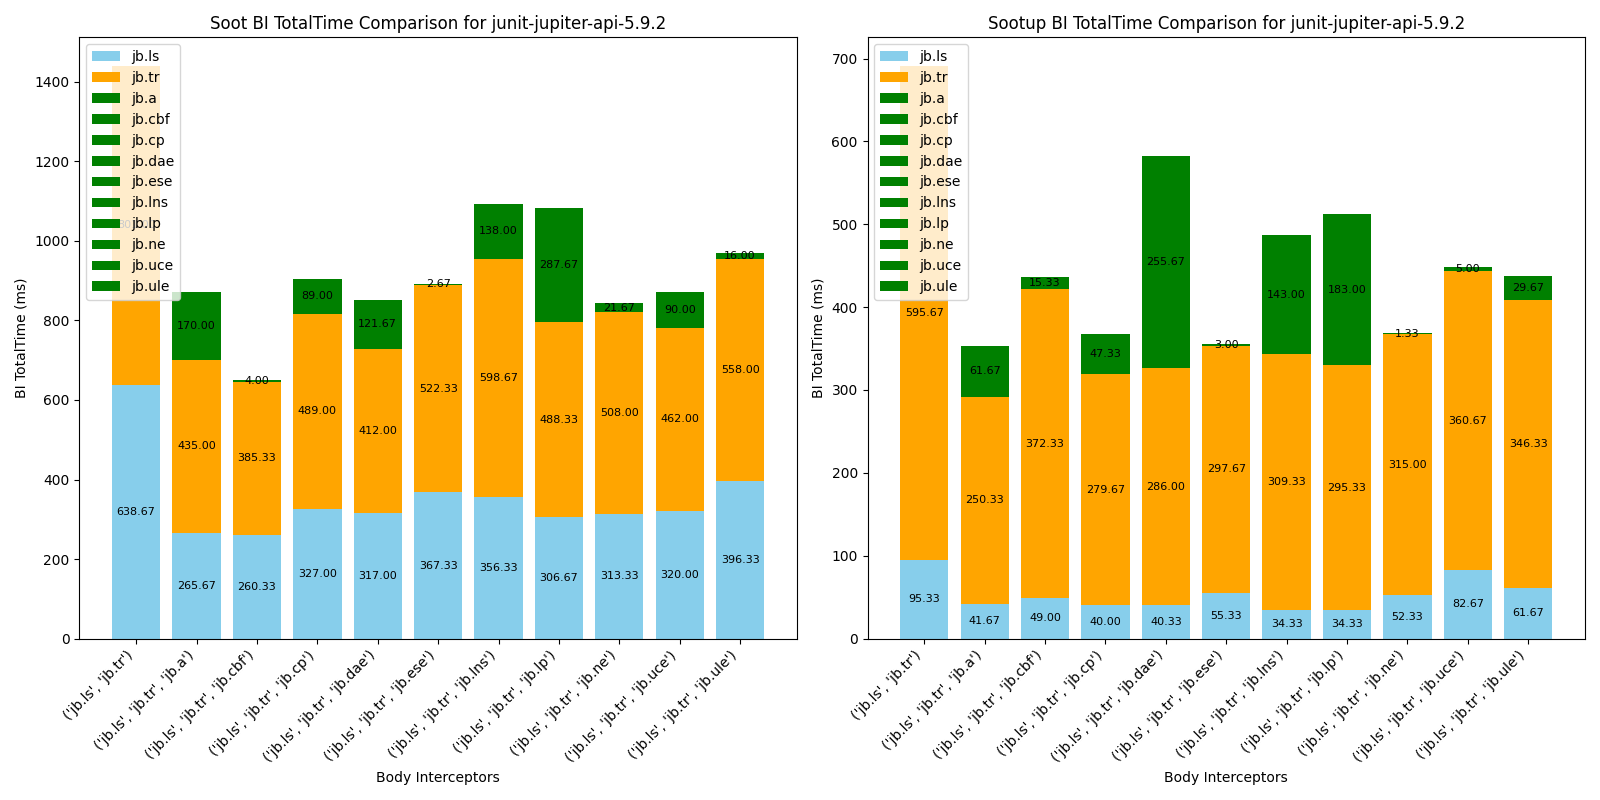 Soot BI TotalTime Comparison for junit-jupiter-api-5.9.2
BI TotalTime (ms)
1400
1200
1000
800
600
400
200
0
jb.ls
jb.tr
jb.a
jb.cbf
jb.cp
jb.dae
jb.ese
jb.lns
jb.lp
jb.ne
jb.uce
jb.ule
638.67
170.00
435.00
265.67
4.00
385.33
260.33
89.00
489.00
327.00
121.67
412.00
317.00
2.67
522.33
367.33
138.00
598.67
356.33
287.67
488.33
306.67
21.67
508.00
313.33
90.00
462.00
320.00
16.00
558.00
396.33
('jb.ls', 'jb.tr')
('jb.ls', 'jb.tr', 'jb.a')
('jb.ls', 'jb.tr', 'jb.cbf')
('jb.ls', 'jb.tr', 'jb.cp')
('jb.ls', 'jb.tr', 'jb.dae')
('jb.ls', 'jb.tr', 'jb.ese')
('jb.ls', 'jb.tr', 'jb.lns')
('jb.ls', 'jb.tr', 'jb.lp')
('jb.ls', 'jb.tr', 'jb.ne')
('jb.ls', 'jb.tr', 'jb.uce')
('jb.ls', 'jb.tr', 'jb.ule')
Body Interceptors
Sootup BI TotalTime Comparison for junit-jupiter-api-5.9.2
BI TotalTime (ms)
700
600
500
400
300
200
100
0
jb.ls
jb.tr
jb.a
jb.cbf
jb.cp
jb.dae
jb.ese
jb.lns
jb.lp
jb.ne
jb.uce
jb.ule
595.67
95.33
61.67
250.33
41.67
15.33
372.33
49.00
47.33
279.67
40.00
255.67
286.00
40.33
3.00
297.67
55.33
143.00
309.33
34.33
183.00
295.33
34.33
1.33
315.00
52.33
5.00
360.67
82.67
29.67
346.33
61.67
('jb.ls', 'jb.tr')
('jb.ls', 'jb.tr', 'jb.a')
('jb.ls', 'jb.tr', 'jb.cbf')
('jb.ls', 'jb.tr', 'jb.cp')
('jb.ls', 'jb.tr', 'jb.dae')
('jb.ls', 'jb.tr', 'jb.ese')
('jb.ls', 'jb.tr', 'jb.lns')
('jb.ls', 'jb.tr', 'jb.lp')
('jb.ls', 'jb.tr', 'jb.ne')
('jb.ls', 'jb.tr', 'jb.uce')
('jb.ls', 'jb.tr', 'jb.ule')
Body Interceptors